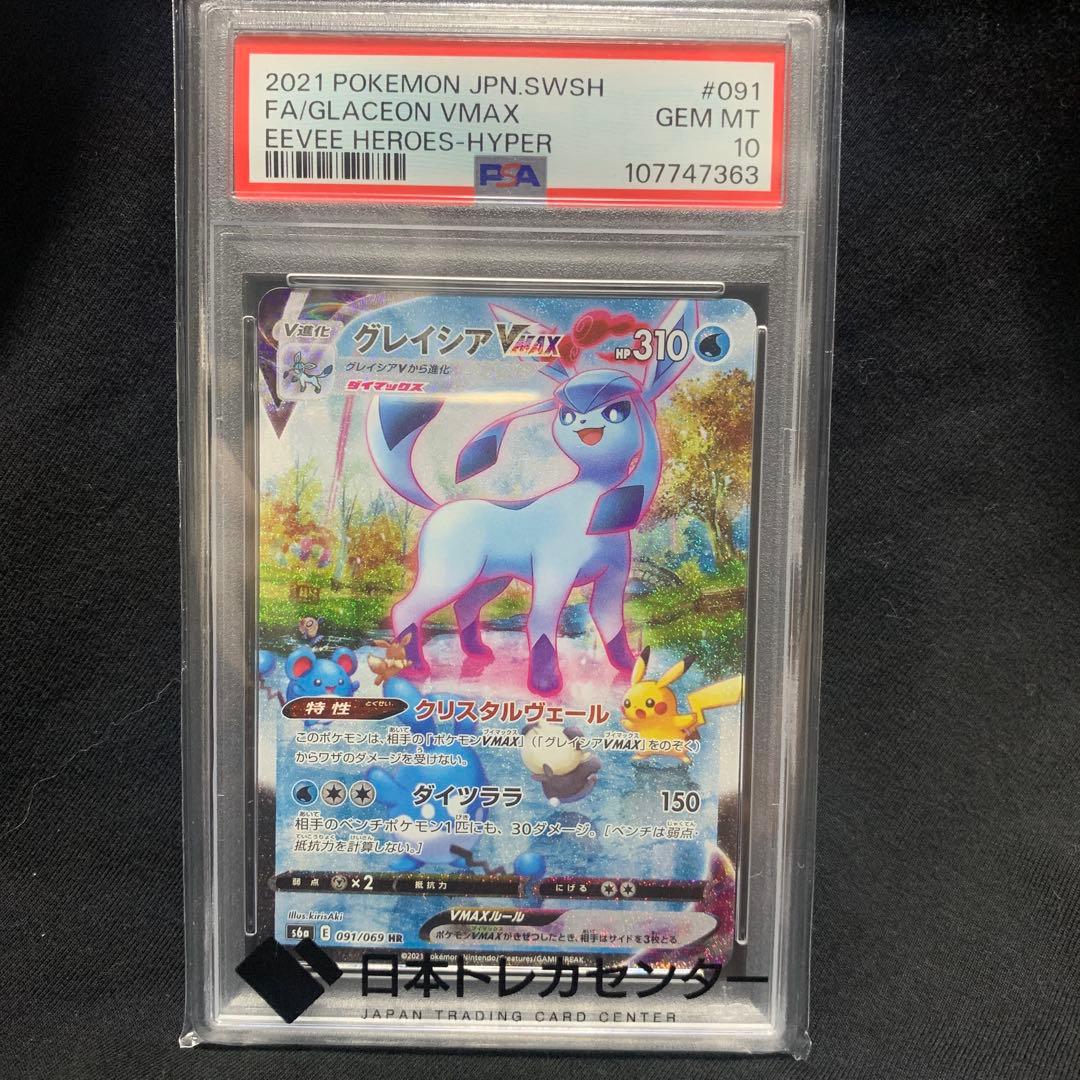 2021 POKEMON JPN.SWSH #091
FA/GLACEON VMAX GEM MT
EEVEE HEROES-HYPER 10
PSA 107747363
V進化 グレイシアVMAX HP310
グレイシアVから進化
ダイマックス
特性 とくせい クリスタルヴェール
このポケモンは、相手の「ポケモンVMAX」(「グレイシアVMAX」をのぞく)
からワザのダメージを受けない。
ダイツララ 150
相手のベンチポケモン1匹にも、30ダメージ。[ベンチは弱点・
抵抗力を計算しない。]
弱点 ×2 抵抗力 にげる
Illus.kirisAki VMAXルール
s6a E 091/069 HR ポケモンVMAXがきぜつしたとき、相手はサイドを3枚とる
©2021 Pokémon/Nintendo/Creatures/GAME FREAK.
日本トレカセンター
JAPAN TRADING CARD CENTER